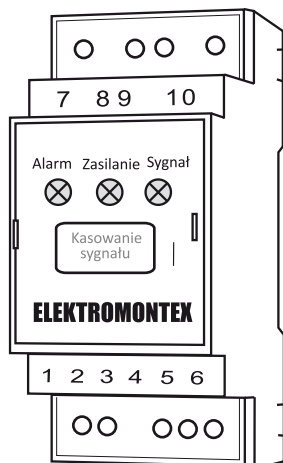 7 8 9 10
Alarm Zasilanie Sygnał
Kasowanie
sygnału
ELEKTROMONTEX
1 2 3 4 5 6